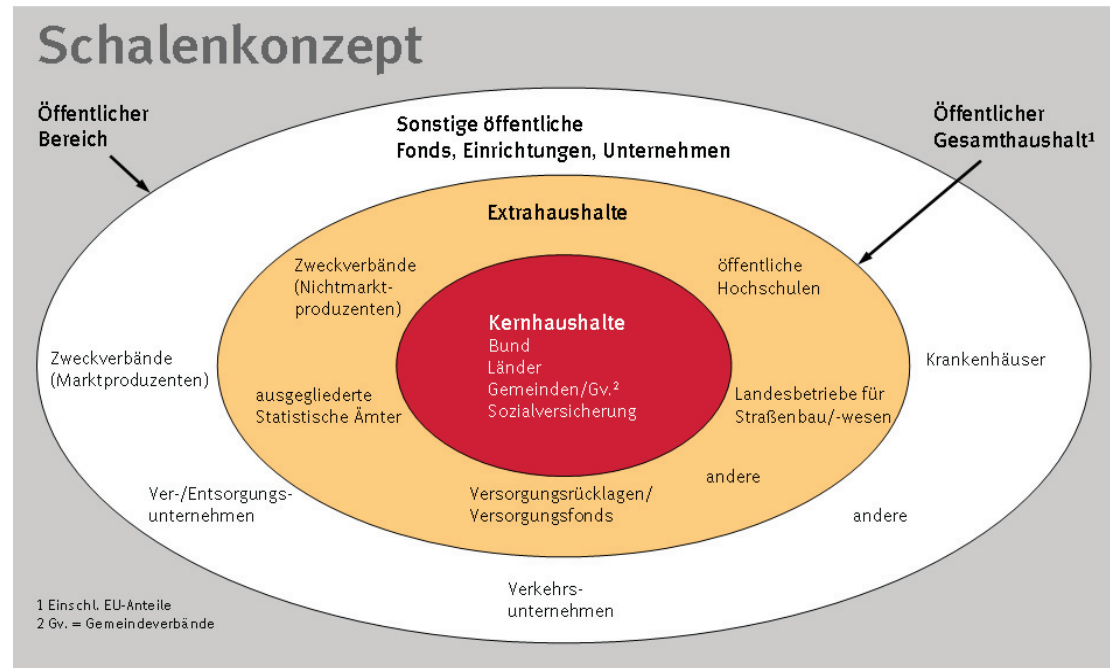 Schalenkonzept
Öffentlicher
Bereich
Öffentlicher
Gesamthaushalt¹
Sonstige öffentliche
Fonds, Einrichtungen, Unternehmen
Extrahaushalte
Zweckverbände
(Nichtmarkt-
produzenten)
öffentliche
Hochschulen
Kernhaushalte
Bund
Länder
Gemeinden/Gv.²
Sozialversicherung
Zweckverbände
(Marktproduzenten)
Krankenhäuser
ausgegliederte
Statistische Ämter
Landesbetriebe für
Straßenbau/-wesen
andere
Versorgungsrücklagen/
Versorgungsfonds
Ver-/Entsorgungs-
unternehmen
andere
Verkehrs-
unternehmen
1 Einschl. EU-Anteile
2 Gv. = Gemeindeverbände